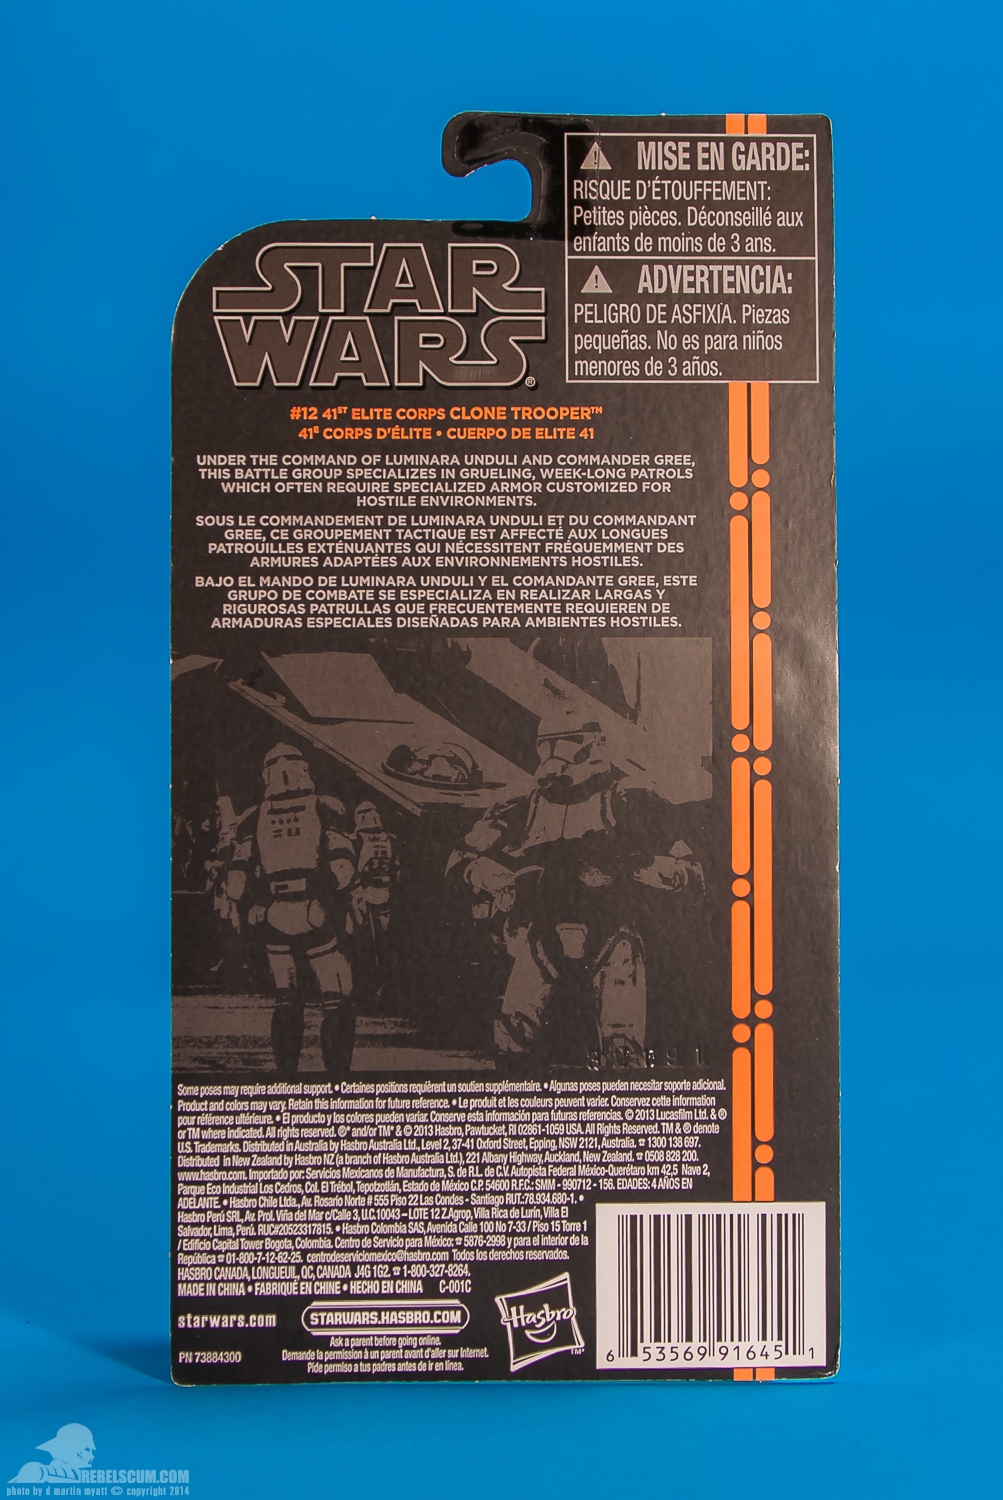 MISE EN GARDE:
RISQUE D'ÉTOUFFEMENT:
Petites pièces. Déconseillé aux
enfants de moins de 3 ans.
ADVERTENCIA:
PELIGRO DE ASFIXIA. Piezas
pequeñas. No es para niños
menores de 3 años.
STAR
WARS®
#12 41ST ELITE CORPS CLONE TROOPER™
41E CORPS D'ÉLITE • CUERPO DE ELITE 41
UNDER THE COMMAND OF LUMINARA UNDULI AND COMMANDER GREE,
THIS BATTLE GROUP SPECIALIZES IN GRUELING, WEEK-LONG PATROLS
WHICH OFTEN REQUIRE SPECIALIZED ARMOR CUSTOMIZED FOR
HOSTILE ENVIRONMENTS.
SOUS LE COMMANDEMENT DE LUMINARA UNDULI ET DU COMMANDANT
GREE, CE GROUPEMENT TACTIQUE EST AFFECTÉ AUX LONGUES
PATROUILLES EXTÉNUANTES QUI NÉCESSITENT FRÉQUEMMENT DES
ARMURES ADAPTÉES AUX ENVIRONNEMENTS HOSTILES.
BAJO EL MANDO DE LUMINARA UNDULI Y EL COMANDANTE GREE, ESTE
GRUPO DE COMBATE SE ESPECIALIZA EN REALIZAR LARGAS Y
RIGUROSAS PATRULLAS QUE FRECUENTEMENTE REQUIEREN DE
ARMADURAS ESPECIALES DISEÑADAS PARA AMBIENTES HOSTILES.
Some poses may require additional support. • Certaines positions requièrent un soutien supplémentaire. • Algunas poses pueden necesitar soporte adicional.
Product and colors may vary. Retain this information for future reference. • Le produit et les couleurs peuvent varier. Conservez cette information
pour référence ultérieure. • El producto y los colores pueden variar. Conserve esta información para futuras referencias. © 2013 Lucasfilm Ltd. & ®
or TM where indicated. All rights reserved. ®* and/or TM* & © 2013 Hasbro, Pawtucket, RI 02861-1059 USA. All Rights Reserved. TM & ® denote
U.S. Trademarks. Distributed in Australia by Hasbro Australia Ltd., Level 2, 37-41 Oxford Street, Epping, NSW 2121, Australia. ☎ 1300 138 697.
Distributed in New Zealand by Hasbro NZ (a branch of Hasbro Australia Ltd.), 221 Albany Highway, Auckland, New Zealand. ☎ 0508 828 200.
www.hasbro.com. Importado por: Servicios Mexicanos de Manufactura, S. de R.L. de C.V. Autopista Federal México-Querétaro km 42,5 Nave 2,
Parque Eco Industrial Los Cedros, Col. El Trébol, Tepotzotlán, Estado de México C.P. 54600 R.F.C.: SMM - 990712 - 156. EDADES: 4 AÑOS EN
ADELANTE. • Hasbro Chile Ltda., Av. Rosario Norte # 555 Piso 22 Las Condes - Santiago RUT.:78.934.680-1. •
Hasbro Perú SRL, Av. Prol. Viña del Mar c/Calle 3, U.C.10043 – LOTE 12 Z.Agrop, Villa Rica de Lurín, Villa El
Salvador, Lima, Perú. RUC#20523317815. • Hasbro Colombia SAS, Avenida Calle 100 No 7-33 / Piso 15 Torre 1
/ Edificio Capital Tower Bogota, Colombia. Centro de Servicio para México: ☎ 5876-2998 y para el interior de la
República ☎ 01-800-7-12-62-25. centrodeserviciomexico@hasbro.com Todos los derechos reservados.
HASBRO CANADA, LONGUEUIL, QC, CANADA J4G 1G2. ☎ 1-800-327-8264.
MADE IN CHINA • FABRIQUÉ EN CHINE • HECHO EN CHINA C-001C
starwars.com
STARWARS.HASBRO.COM
Ask a parent before going online.
Demande la permission à un parent avant d'aller sur Internet.
Pide permiso a tus padres antes de ir en línea.
PN 73884300
Hasbro
TM*
6 53569 91645 1
REBELSCUM.COM
photo by d martin myatt © copyright 2014